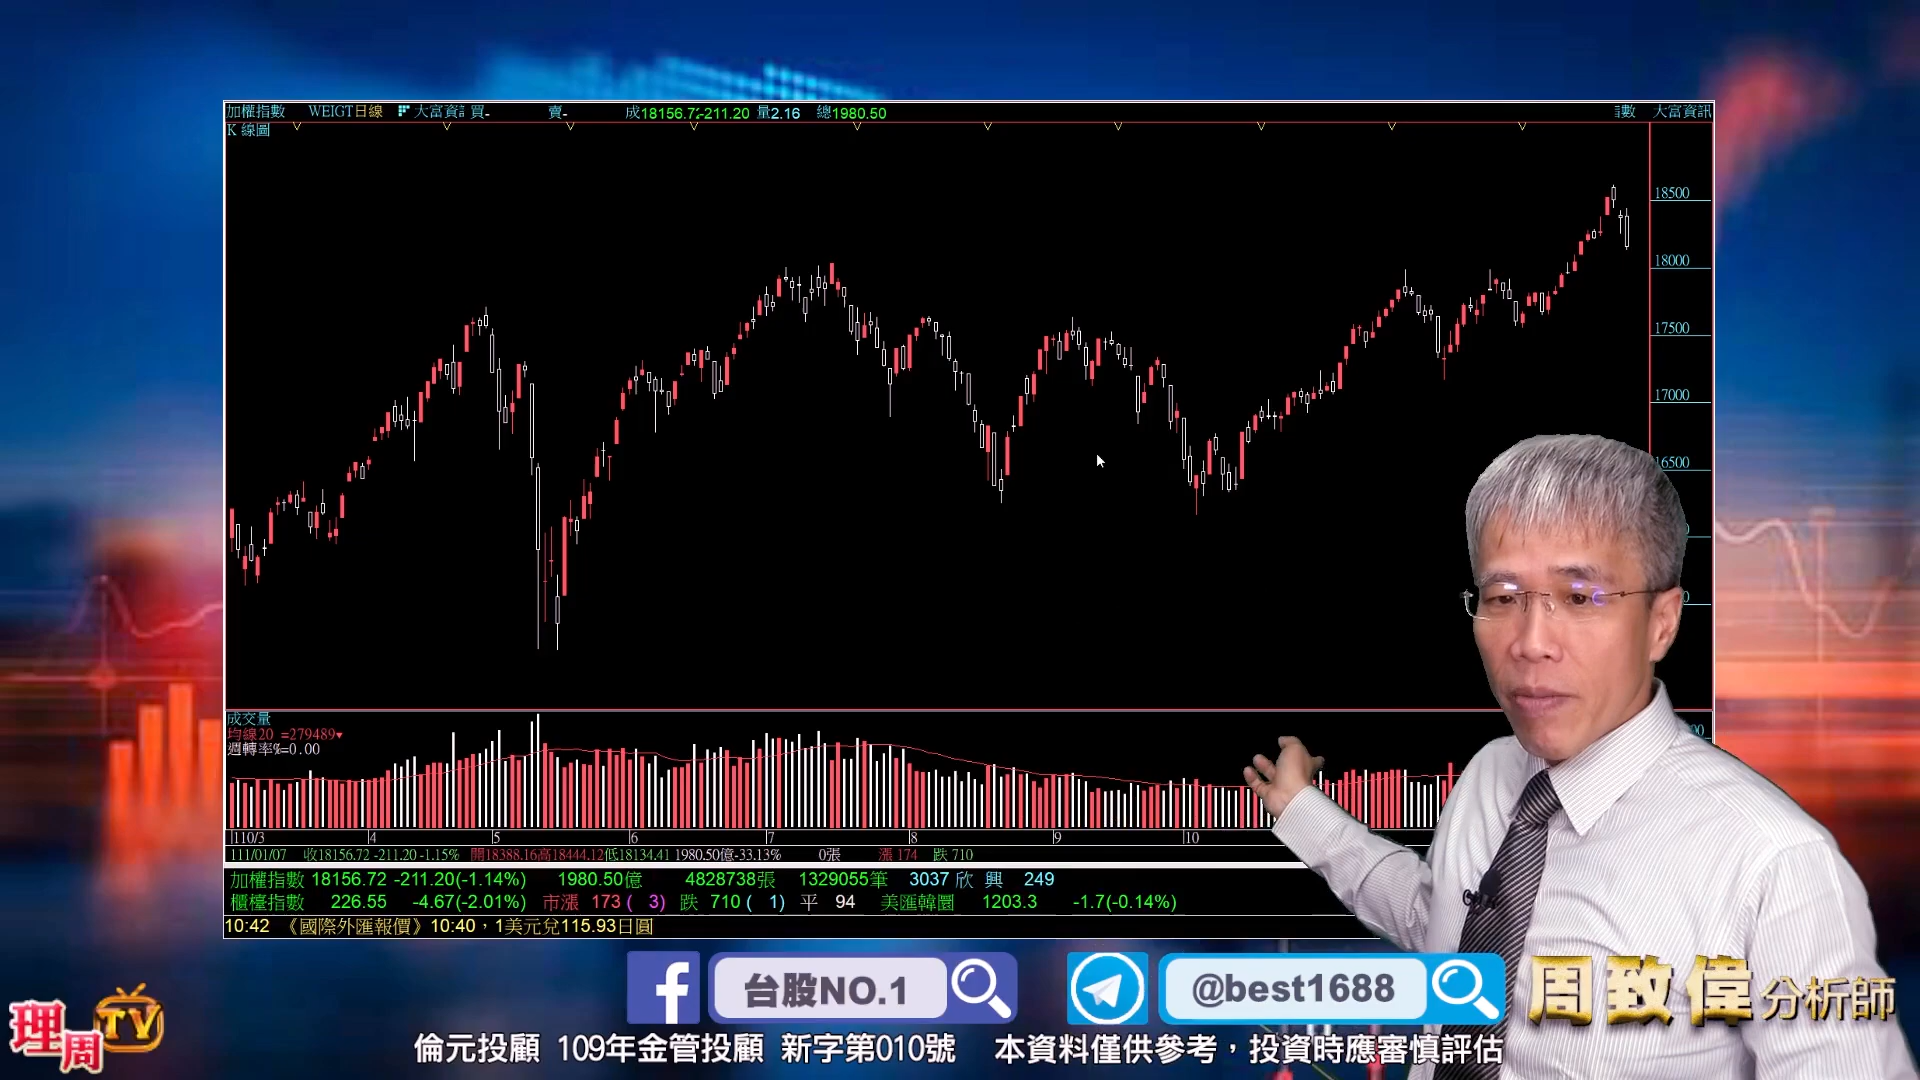 加權指數 WEIGT日線 大富資訊 買- 賣- 成18156.72-211.20 量2.16 總1980.50 數 大富資訊
K 線圖
18500
18000
17500
17000
16500
成交量
均線20 =279489▾
週轉率%=0.00
110/3 4 5 6 7 8 9 10
111/01/07 收18156.72 -211.20 -1.15% 開18388.16高18444.12低18134.41 1980.50億-33.13% 0張 漲 174 跌 710
加權指數 18156.72 -211.20(-1.14%) 1980.50億 4828738張 1329055筆 3037 欣 興 249
櫃檯指數 226.55 -4.67(-2.01%) 市漲 173 ( 3) 跌 710 ( 1) 平 94 美匯韓圜 1203.3 -1.7(-0.14%)
10:42 《國際外匯報價》10:40，1美元兌115.93日圓
台股NO.1 @best1688
周致偉分析師
理周TV
倫元投顧 109年金管投顧 新字第010號 本資料僅供參考，投資時應審慎評估